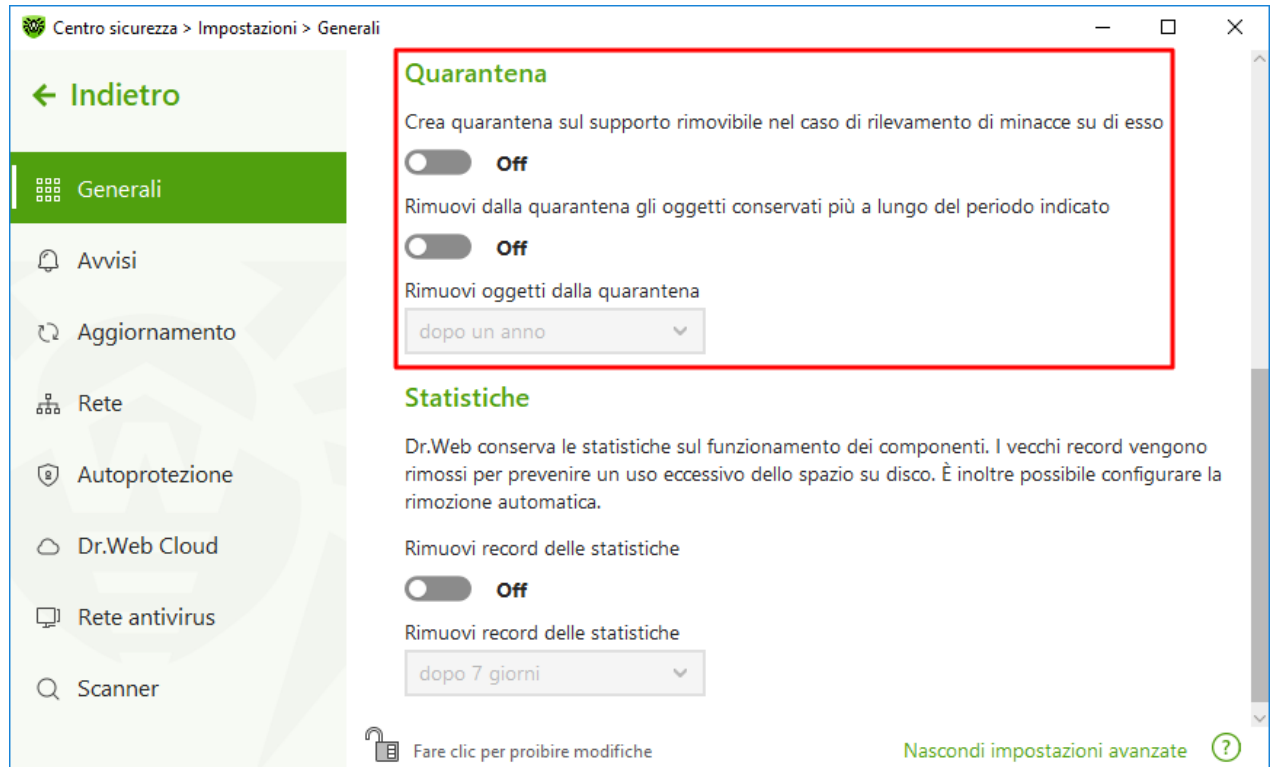 Centro sicurezza > Impostazioni > Generali
Indietro
Generali
Avvisi
Aggiornamento
Rete
Autoprotezione
Dr.Web Cloud
Rete antivirus
Scanner
Quarantena
Crea quarantena sul supporto rimovibile nel caso di rilevamento di minacce su di esso
Off
Rimuovi dalla quarantena gli oggetti conservati più a lungo del periodo indicato
Off
Rimuovi oggetti dalla quarantena
dopo un anno
Statistiche
Dr.Web conserva le statistiche sul funzionamento dei componenti. I vecchi record vengono
rimossi per prevenire un uso eccessivo dello spazio su disco. È inoltre possibile configurare la
rimozione automatica.
Rimuovi record delle statistiche
Off
Rimuovi record delle statistiche
dopo 7 giorni
Fare clic per proibire modifiche
Nascondi impostazioni avanzate
?